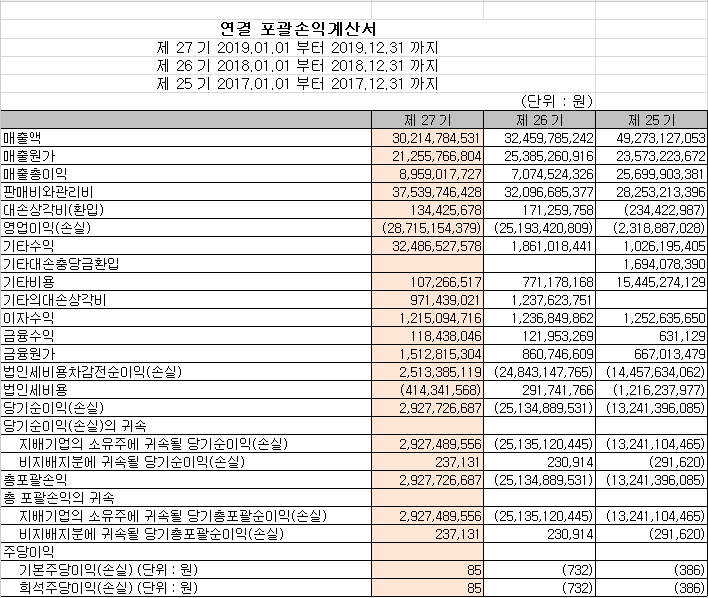 연결 포괄손익계산서
제 27 기 2019.01.01 부터 2019.12.31 까지
제 26 기 2018.01.01 부터 2018.12.31 까지
제 25 기 2017.01.01 부터 2017.12.31 까지
(단위 : 원)
제 27 기 제 26 기 제 25 기
매출액 30,214,784,531 32,459,785,242 49,273,127,053
매출원가 21,255,766,804 25,385,260,916 23,573,223,672
매출총이익 8,959,017,727 7,074,524,326 25,699,903,381
판매비와관리비 37,539,746,428 32,096,685,377 28,253,213,396
대손상각비(환입) 134,425,678 171,259,758 (234,422,987)
영업이익(손실) (28,715,154,379) (25,193,420,809) (2,318,887,028)
기타수익 32,486,527,578 1,861,018,441 1,026,195,405
기타대손충당금환입 1,694,078,390
기타비용 107,266,517 771,178,168 15,445,274,129
기타의대손상각비 971,439,021 1,237,623,751
이자수익 1,215,094,716 1,236,849,862 1,252,635,650
금융수익 118,438,046 121,953,269 631,129
금융원가 1,512,815,304 860,746,609 667,013,479
법인세비용차감전순이익(손실) 2,513,385,119 (24,843,147,765) (14,457,634,062)
법인세비용 (414,341,568) 291,741,766 (1,216,237,977)
당기순이익(손실) 2,927,726,687 (25,134,889,531) (13,241,396,085)
당기순이익(손실)의 귀속
지배기업의 소유주에 귀속될 당기순이익(손실) 2,927,489,556 (25,135,120,445) (13,241,104,465)
비지배지분에 귀속될 당기순이익(손실) 237,131 230,914 (291,620)
총포괄손익 2,927,726,687 (25,134,889,531) (13,241,396,085)
총 포괄손익의 귀속
지배기업의 소유주에 귀속될 당기총포괄순이익(손실) 2,927,489,556 (25,135,120,445) (13,241,104,465)
비지배지분에 귀속될 당기총포괄순이익(손실) 237,131 230,914 (291,620)
주당이익
기본주당이익(손실) (단위 : 원) 85 (732) (386)
희석주당이익(손실) (단위 : 원) 85 (732) (386)